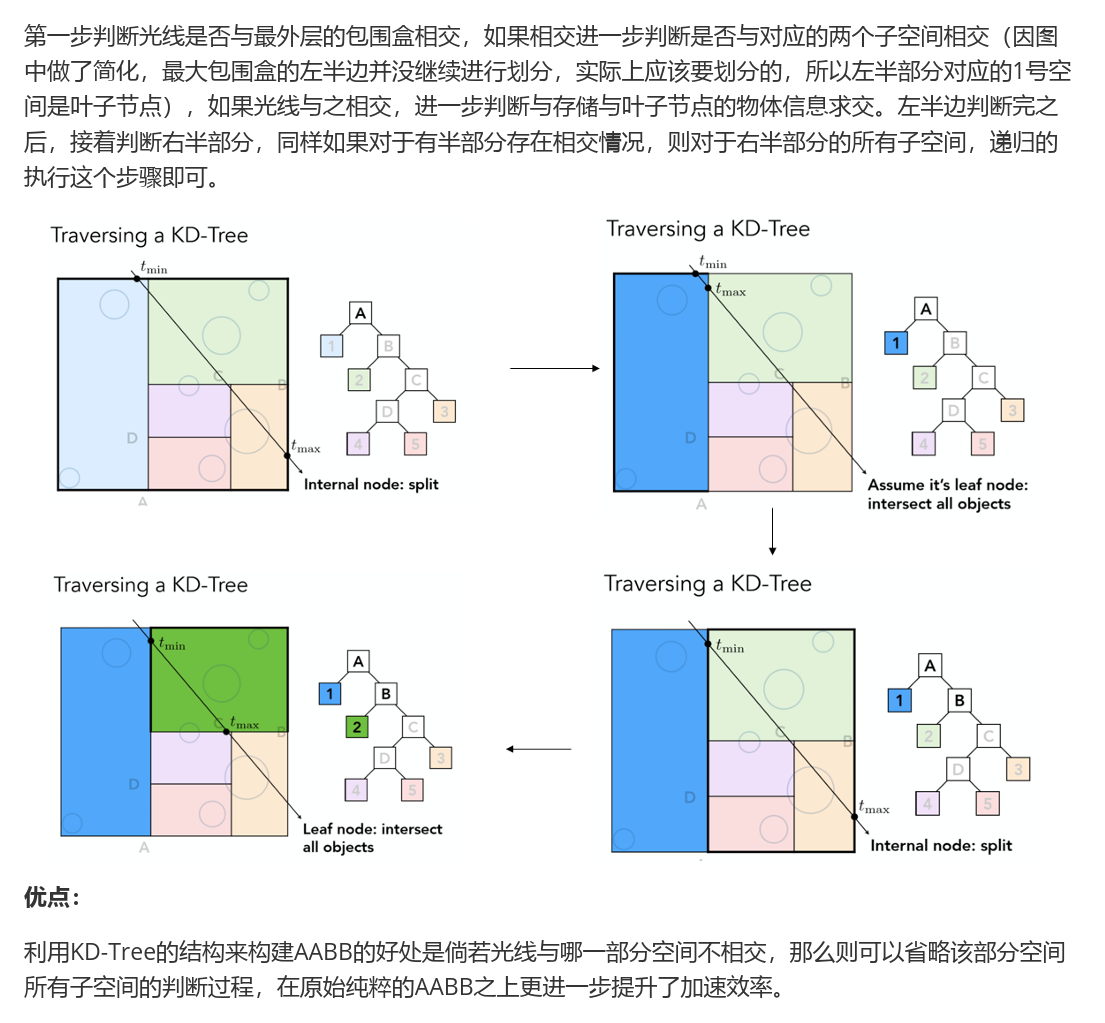 第一步判断光线是否与最外层的包围盒相交，如果相交进一步判断是否与对应的两个子空间相交（因图
中做了简化，最大包围盒的左半边并没继续进行划分，实际上应该要划分的，所以左半部分对应的1号空
间是叶子节点），如果光线与之相交，进一步判断与存储与叶子节点的物体信息求交。左半边判断完之
后，接着判断右半部分，同样如果对于有半部分存在相交情况，则对于右半部分的所有子空间，递归的
执行这个步骤即可。
Traversing a KD-Tree
tmin
A
1
B
2
C
D
3
4
5
C
B
D
tmax
Internal node: split
A
Traversing a KD-Tree
tmin
tmax
A
1
B
2
C
D
3
4
5
C
B
D
Assume it's leaf node:
intersect all objects
A
Traversing a KD-Tree
tmin
A
1
B
2
C
D
3
4
5
C
tmax
B
D
Leaf node: intersect
all objects
A
Traversing a KD-Tree
tmin
A
1
B
2
C
D
3
4
5
C
B
D
tmax
Internal node: split
优点：
利用KD-Tree的结构来构建AABB的好处是倘若光线与哪一部分空间不相交，那么则可以省略该部分空间
所有子空间的判断过程，在原始纯粹的AABB之上更进一步提升了加速效率。